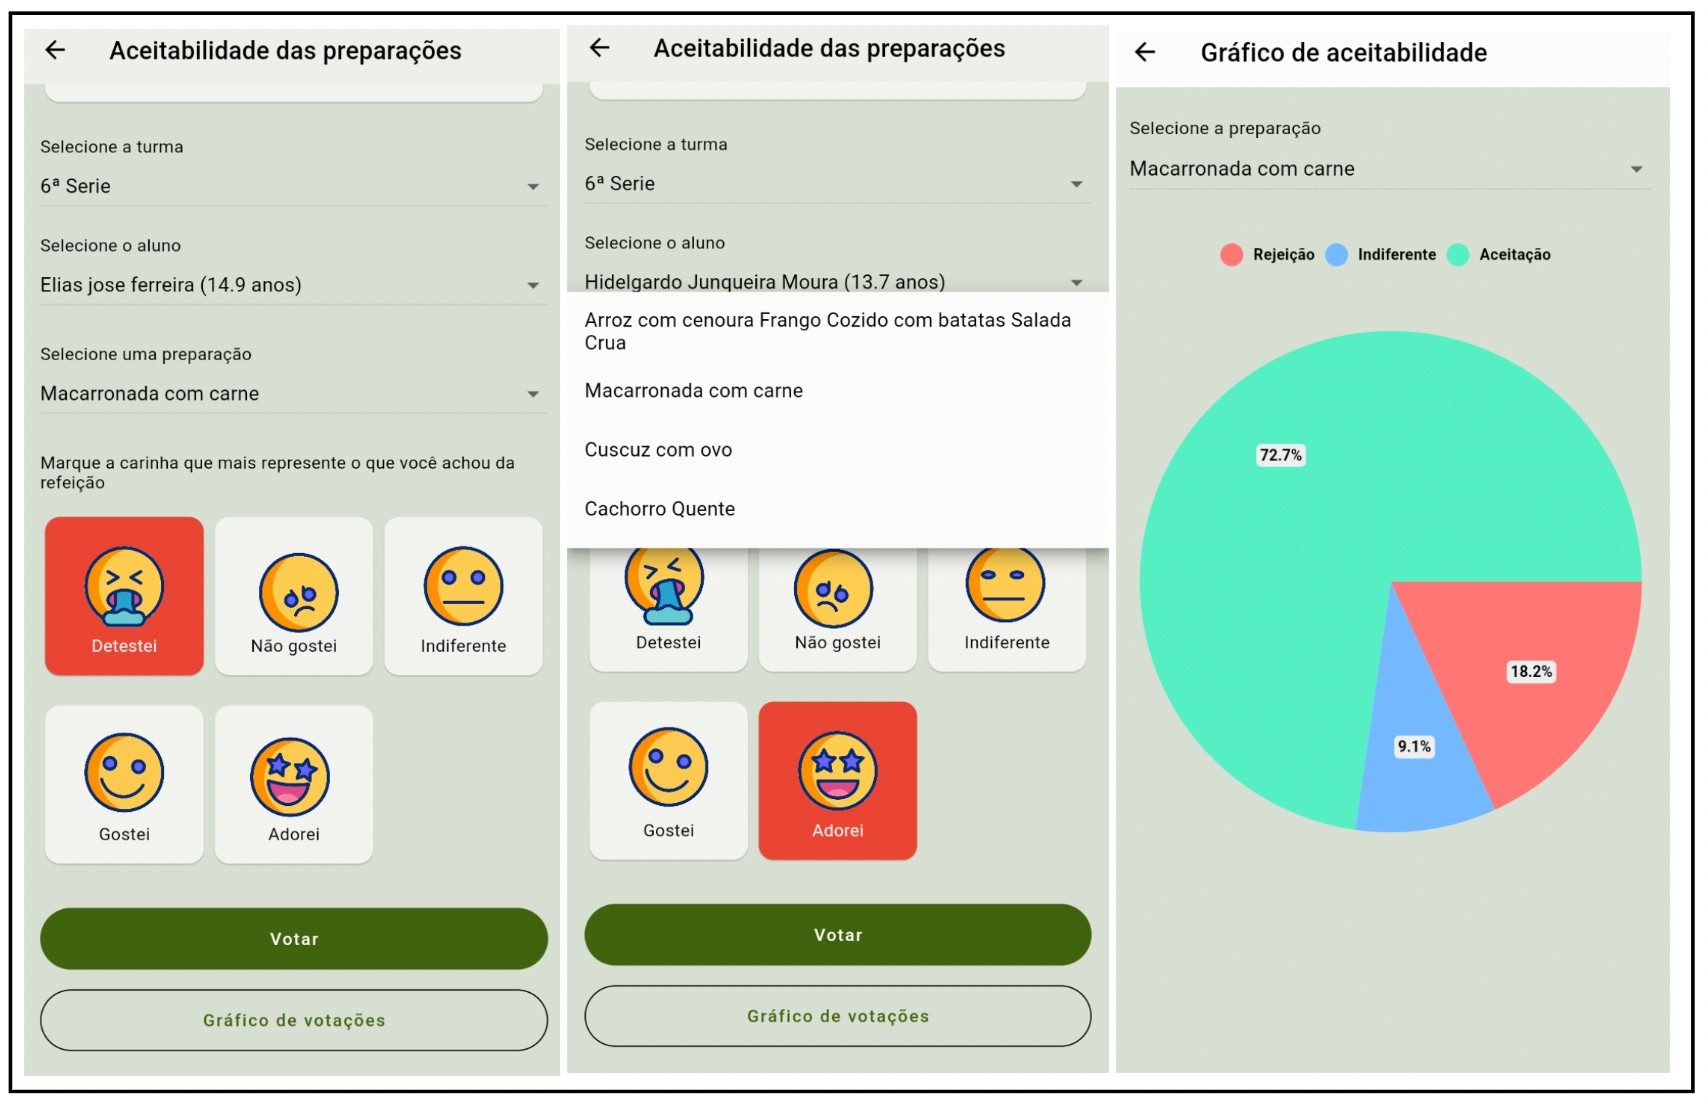 Aceitabilidade das preparações
Selecione a turma
6ª Serie
Selecione o aluno
Elias jose ferreira (14.9 anos)
Selecione uma preparação
Macarronada com carne
Marque a carinha que mais represente o que você achou da
refeição
Detestei
Não gostei
Indiferente
Gostei
Adorei
Votar
Gráfico de votações
Aceitabilidade das preparações
Selecione a turma
6ª Serie
Selecione o aluno
Hidelgardo Junqueira Moura (13.7 anos)
Arroz com cenoura Frango Cozido com batatas Salada
Crua
Macarronada com carne
Cuscuz com ovo
Cachorro Quente
Detestei
Não gostei
Indiferente
Gostei
Adorei
Votar
Gráfico de votações
Gráfico de aceitabilidade
Selecione a preparação
Macarronada com carne
Rejeição Indiferente Aceitação
72.7%
18.2%
9.1%